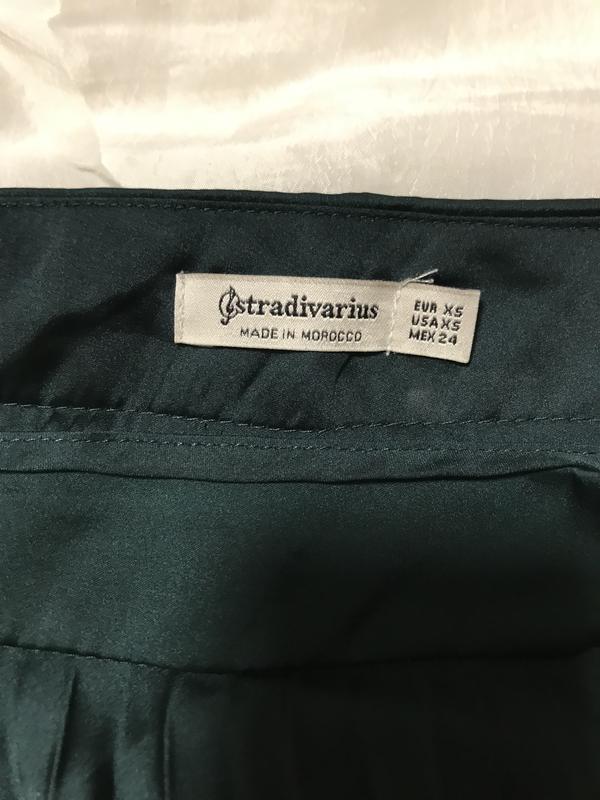 stradivarius
MADE IN MOROCCO
EUR XS
USA XS
MEX 24